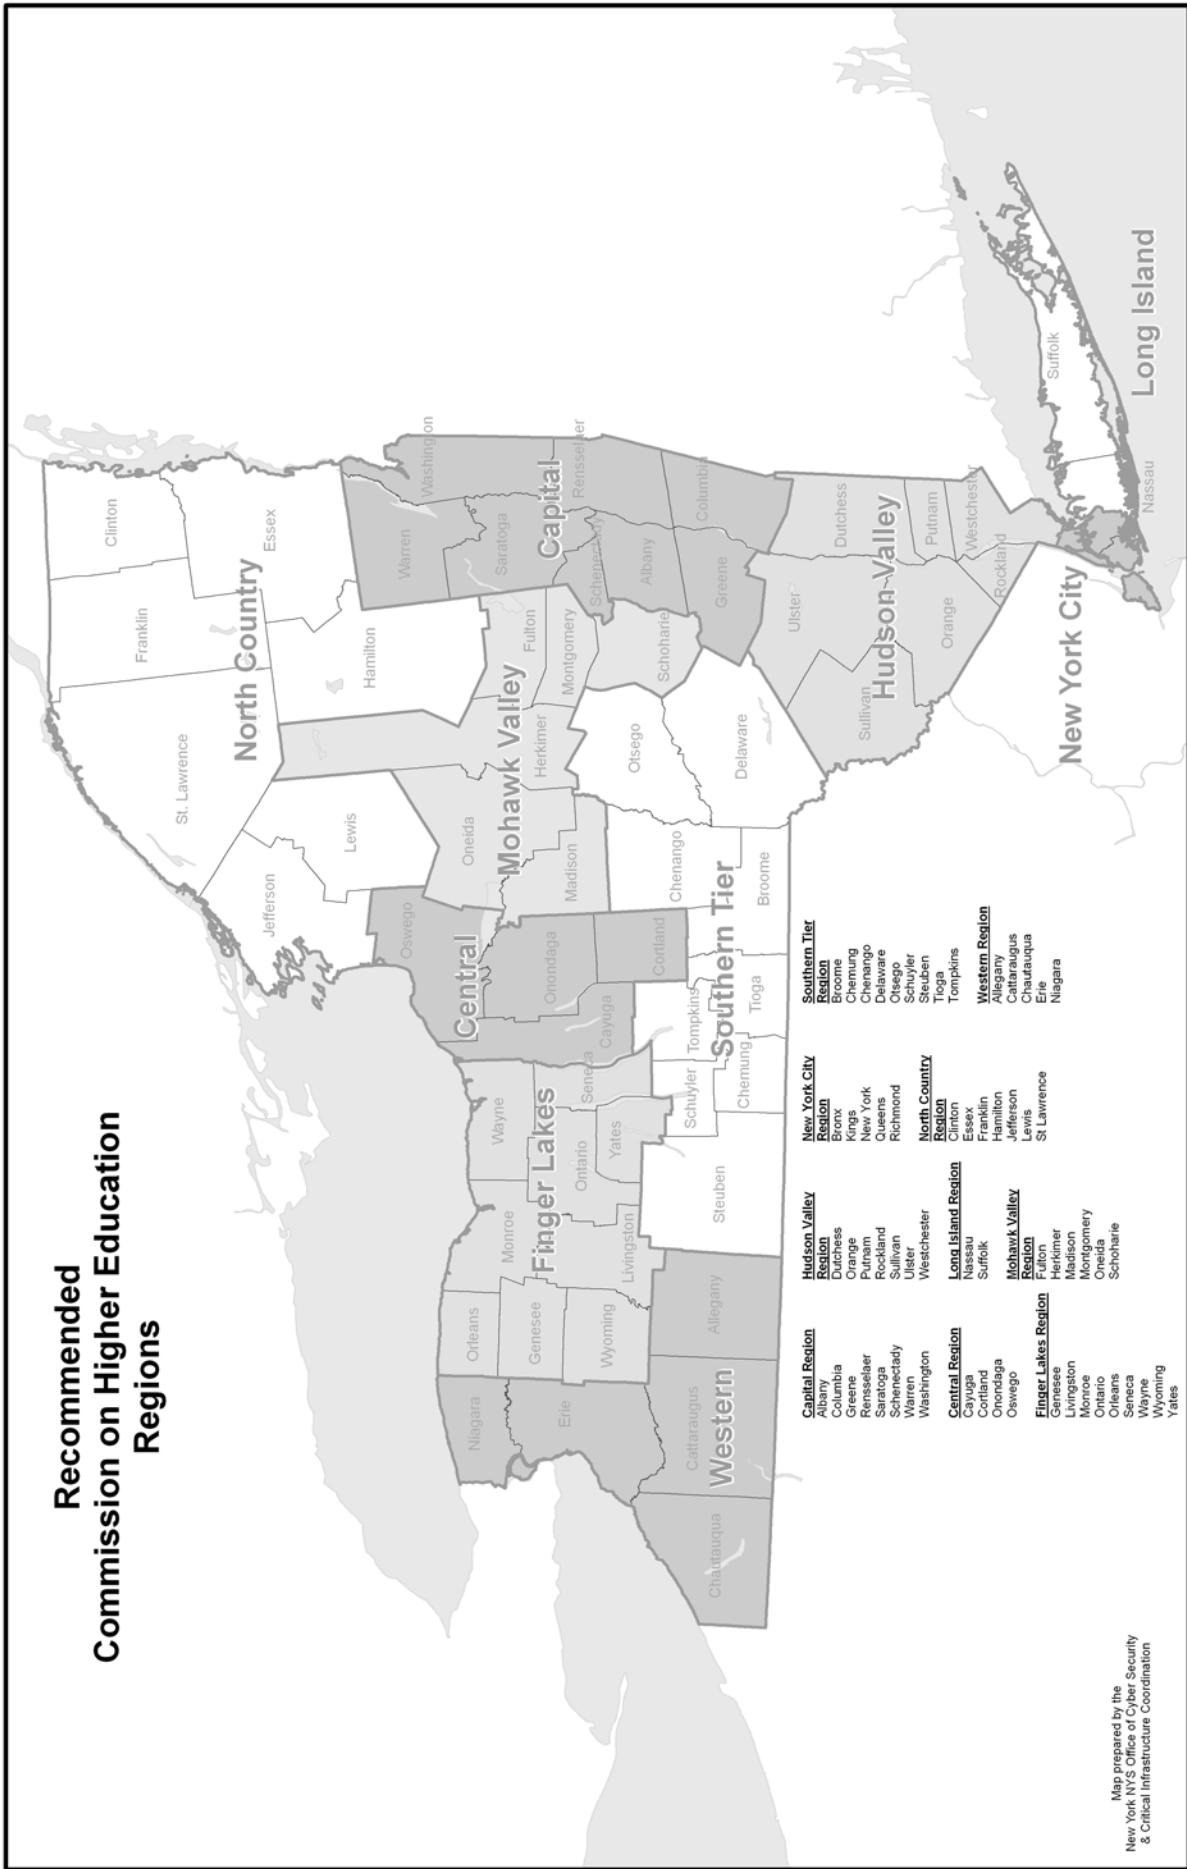 Recommended
Commission on Higher Education
Regions
Clinton
Franklin
Essex
St. Lawrence
North Country
Hamilton
Jefferson
Lewis
Warren
Washington
Saratoga
Capital
Rensselaer
Schenectady
Albany
Columbia
Greene
Fulton
Montgomery
Schoharie
Mohawk Valley
Herkimer
Oneida
Madison
Oswego
Central
Onondaga
Cayuga
Cortland
Wayne
Seneca
Finger Lakes
Ontario
Yates
Monroe
Livingston
Orleans
Genesee
Wyoming
Niagara
Erie
Western
Cattaraugus
Chautauqua
Allegany
Steuben
Schuyler
Chemung
Tompkins
Tioga
Southern Tier
Chenango
Broome
Otsego
Delaware
Ulster
Sullivan
Hudson Valley
Dutchess
Orange
Putnam
Westchester
Rockland
New York City
Suffolk
Nassau
Long Island
Capital Region
Albany
Columbia
Greene
Rensselaer
Saratoga
Schenectady
Warren
Washington
Central Region
Cayuga
Cortland
Onondaga
Oswego
Finger Lakes Region
Genesee
Livingston
Monroe
Ontario
Orleans
Seneca
Wayne
Wyoming
Yates
Hudson Valley
Region
Dutchess
Orange
Putnam
Rockland
Sullivan
Ulster
Westchester
Long Island Region
Nassau
Suffolk
Mohawk Valley
Region
Fulton
Herkimer
Madison
Montgomery
Oneida
Schoharie
New York City
Region
Bronx
Kings
New York
Queens
Richmond
North Country
Region
Clinton
Essex
Franklin
Hamilton
Jefferson
Lewis
St Lawrence
Southern Tier
Region
Broome
Chemung
Chenango
Delaware
Otsego
Schuyler
Steuben
Tioga
Tompkins
Western Region
Allegany
Cattaraugus
Chautauqua
Erie
Niagara
Map prepared by the
New York NYS Office of Cyber Security
& Critical Infrastructure Coordination